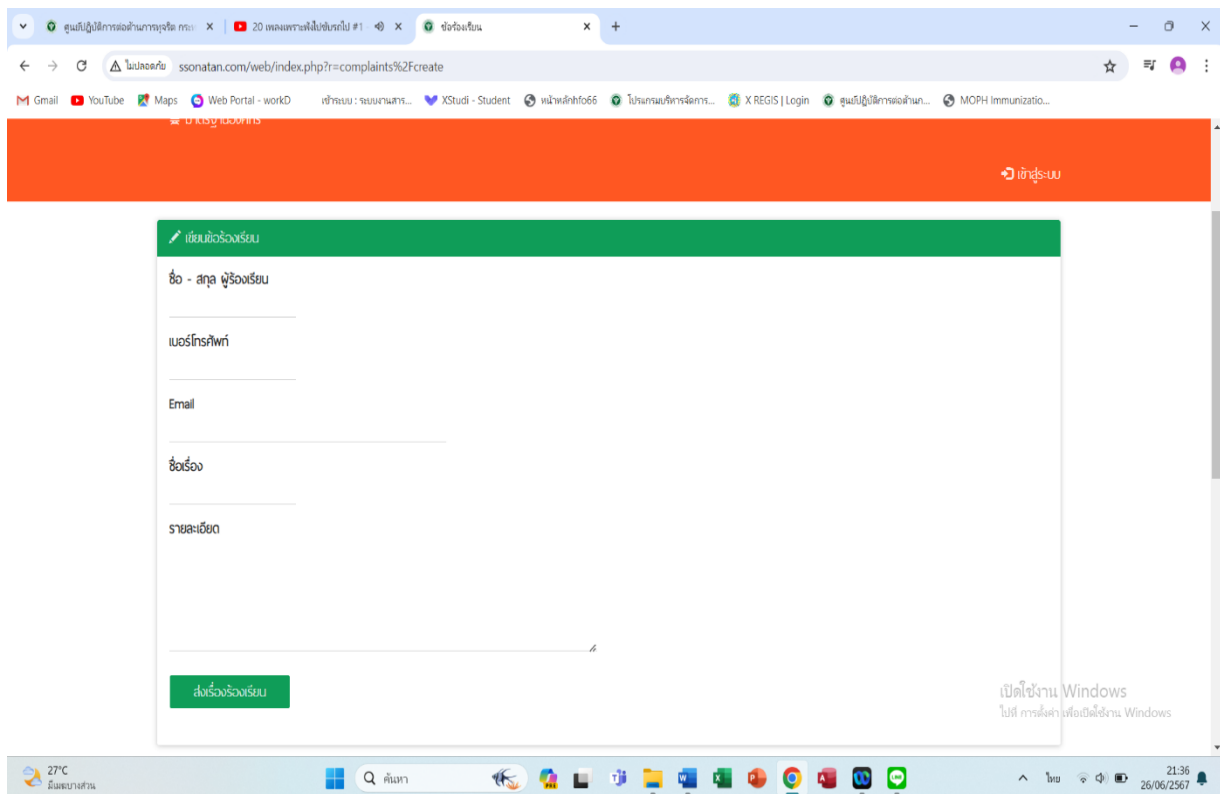 ศูนย์ปฏิบัติการต่อต้านการทุจริต กระ
20 เพลงเพราะฟังไปขับรถไป #1
ข้อร้องเรียน
ไม่ปลอดภัย ssonatan.com/web/index.php?r=complaints%2Fcreate
Gmail YouTube Maps Web Portal - workD เข้าระบบ : ระบบงานสาร... XStudi - Student หน้าหลักhfo66 โปรแกรมบริหารจัดการ... X REGIS | Login ศูนย์ปฏิบัติการต่อต้านก... MOPH Immunizatio...
เข้าสู่ระบบ
เขียนข้อร้องเรียน
ชื่อ - สกุล ผู้ร้องเรียน
เบอร์โทรศัพท์
Email
ชื่อเรื่อง
รายละเอียด
ส่งเรื่องร้องเรียน
เปิดใช้งาน Windows
ไปที่ การตั้งค่า เพื่อเปิดใช้งาน Windows
27°C
มีเมฆบางส่วน
ค้นหา
ไทย
21:36
26/06/2567